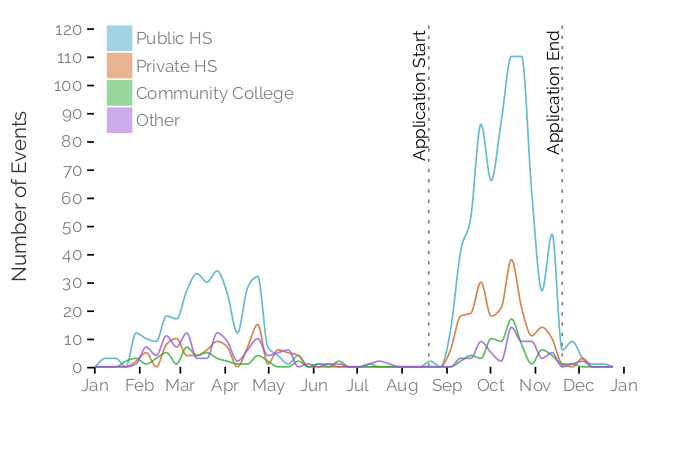 Number of Events
120
110
100
90
80
70
60
50
40
30
20
10
0
Public HS
Private HS
Community College
Other
Application Start
Application End
Jan Feb Mar Apr May Jun Jul Aug Sep Oct Nov Dec Jan